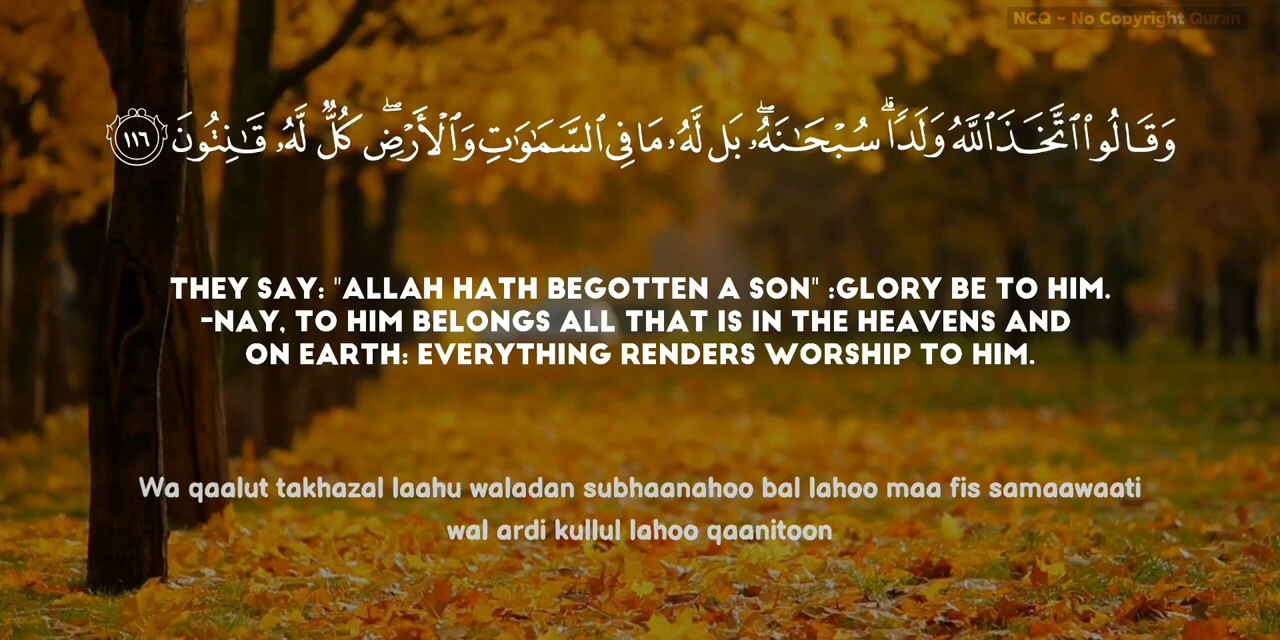 NCQ - No Copyright Quran
وَقَالُوا۟ ٱتَّخَذَ ٱللَّهُ وَلَدًا ۗ سُبْحَـٰنَهُۥ ۖ بَل لَّهُۥ مَا فِى ٱلسَّمَـٰوَٰتِ وَٱلْأَرْضِ ۖ كُلٌّ لَّهُۥ قَـٰنِتُونَ ١١٦
THEY SAY: "ALLAH HATH BEGOTTEN A SON" :GLORY BE TO HIM.
-NAY, TO HIM BELONGS ALL THAT IS IN THE HEAVENS AND
ON EARTH: EVERYTHING RENDERS WORSHIP TO HIM.
Wa qaalut takhazal laahu waladan subhaanahoo bal lahoo maa fis samaawaati
wal ardi kullul lahoo qaanitoon